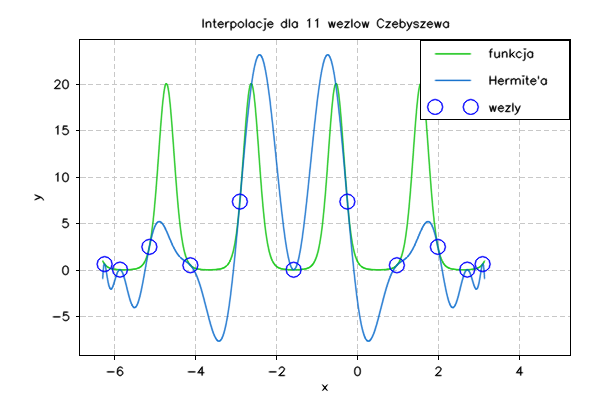 Interpolacje dla 11 wezlow Czebyszewa
funkcja
Hermite'a
wezly
20
15
10
5
0
−5
y
−6 −4 −2 0 2 4
x